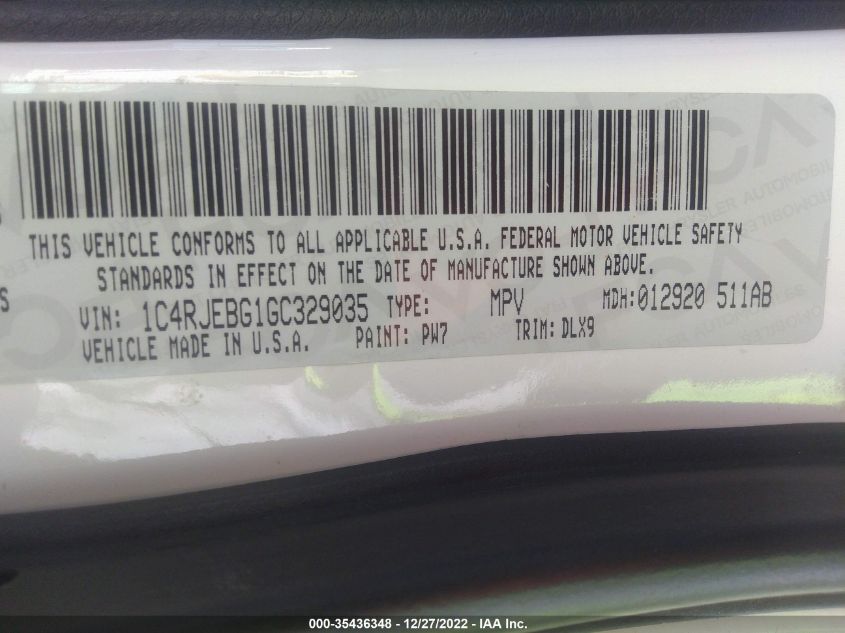 THIS VEHICLE CONFORMS TO ALL APPLICABLE U.S.A. FEDERAL MOTOR VEHICLE SAFETY
STANDARDS IN EFFECT ON THE DATE OF MANUFACTURE SHOWN ABOVE.
S
VIN: 1C4RJEBG1GC329035 TYPE: MPV MDH:012920 511AB
VEHICLE MADE IN U.S.A. PAINT: PW7 TRIM: DLX9
000-35436348 - 12/27/2022 - IAA Inc.